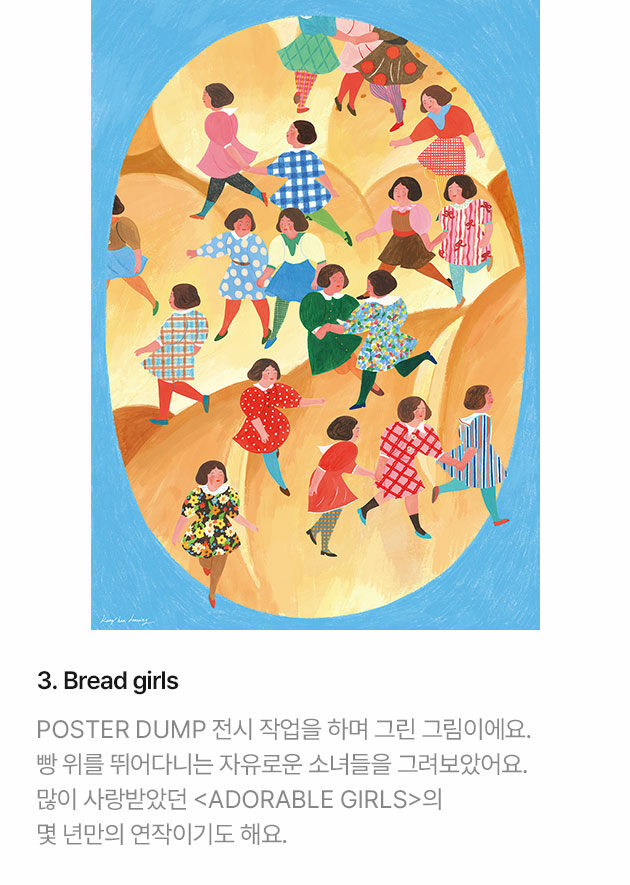 3. Bread girls
POSTER DUMP 전시 작업을 하며 그린 그림이에요.
빵 위를 뛰어다니는 자유로운 소녀들을 그려보았어요.
많이 사랑받았던 <ADORABLE GIRLS>의
몇 년만의 연작이기도 해요.